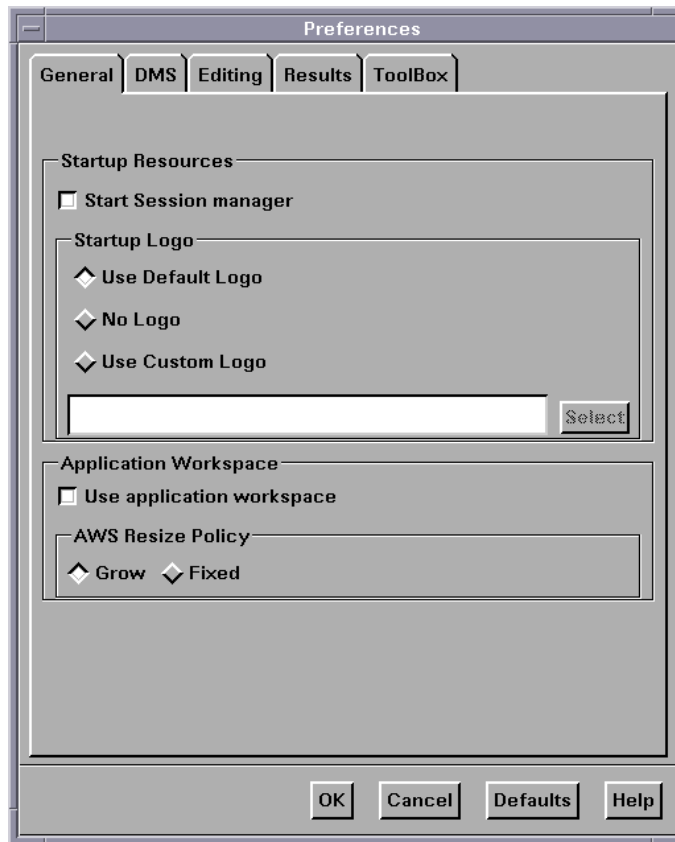 Preferences
General DMS Editing Results ToolBox
Startup Resources
Start Session manager
Startup Logo
Use Default Logo
No Logo
Use Custom Logo
Select
Application Workspace
Use application workspace
AWS Resize Policy
Grow Fixed
OK Cancel Defaults Help